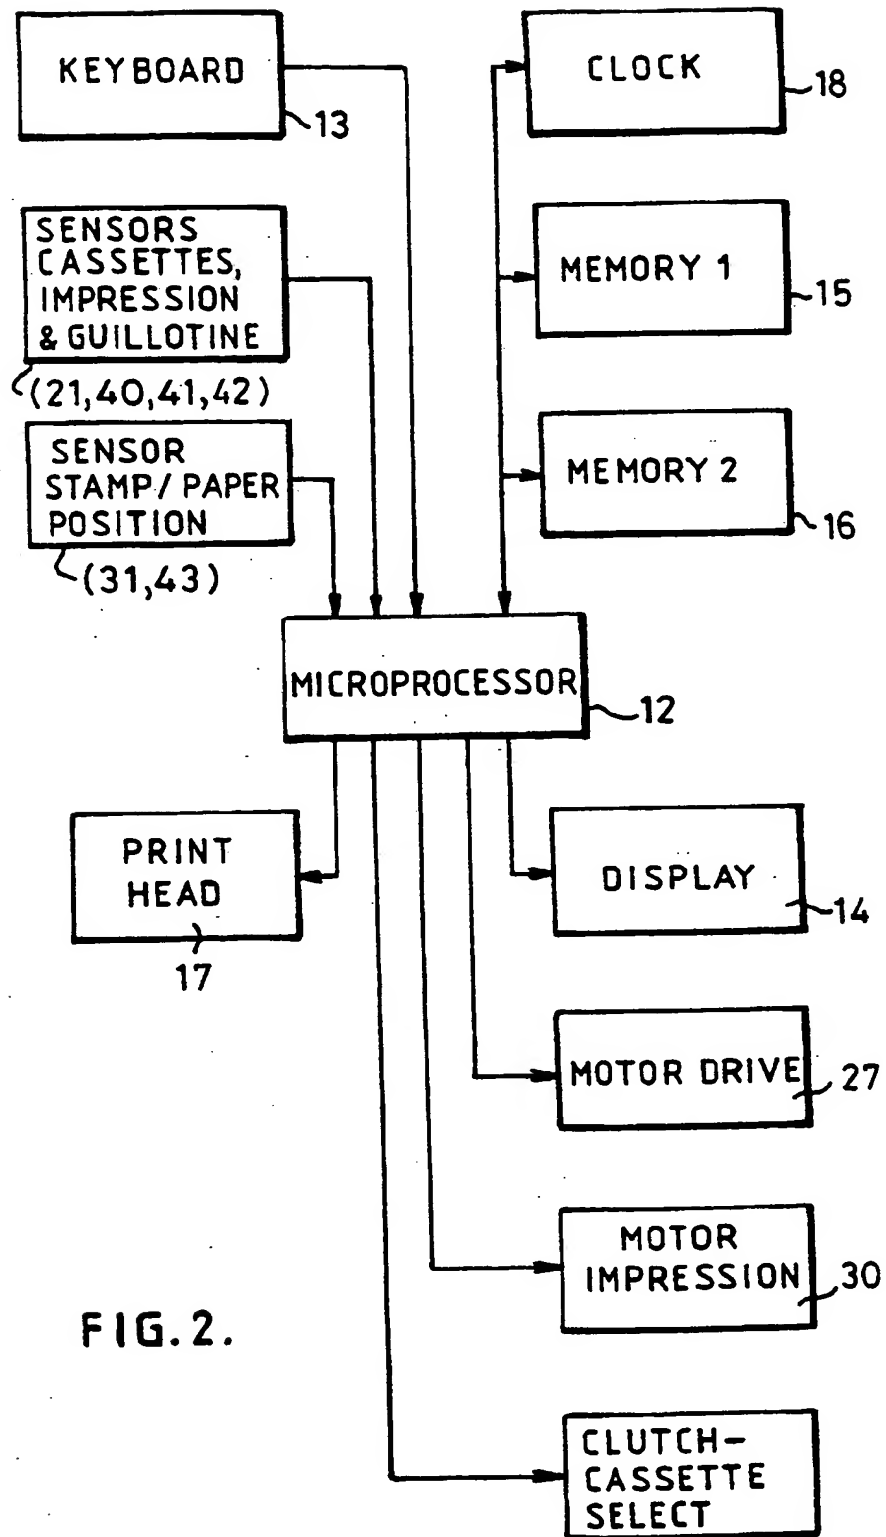 KEYBOARD
13
CLOCK
18
SENSORS
CASSETTES,
IMPRESSION
& GUILLOTINE
(21,40,41,42)
MEMORY 1
15
SENSOR
STAMP/ PAPER
POSITION
(31,43)
MEMORY 2
16
MICROPROCESSOR
12
PRINT
HEAD
17
DISPLAY
14
MOTOR DRIVE
27
MOTOR
IMPRESSION
30
FIG.2.
CLUTCH-
CASSETTE
SELECT